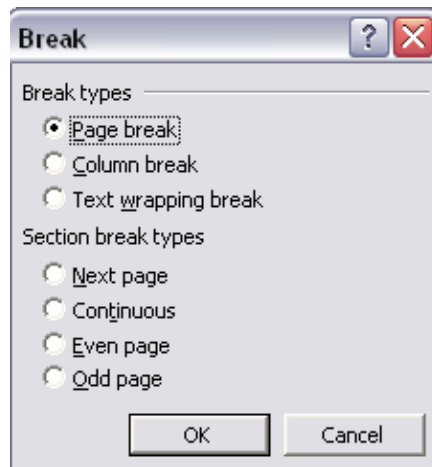 Break
?
Break types
Page break
Column break
Text wrapping break
Section break types
Next page
Continuous
Even page
Odd page
OK
Cancel